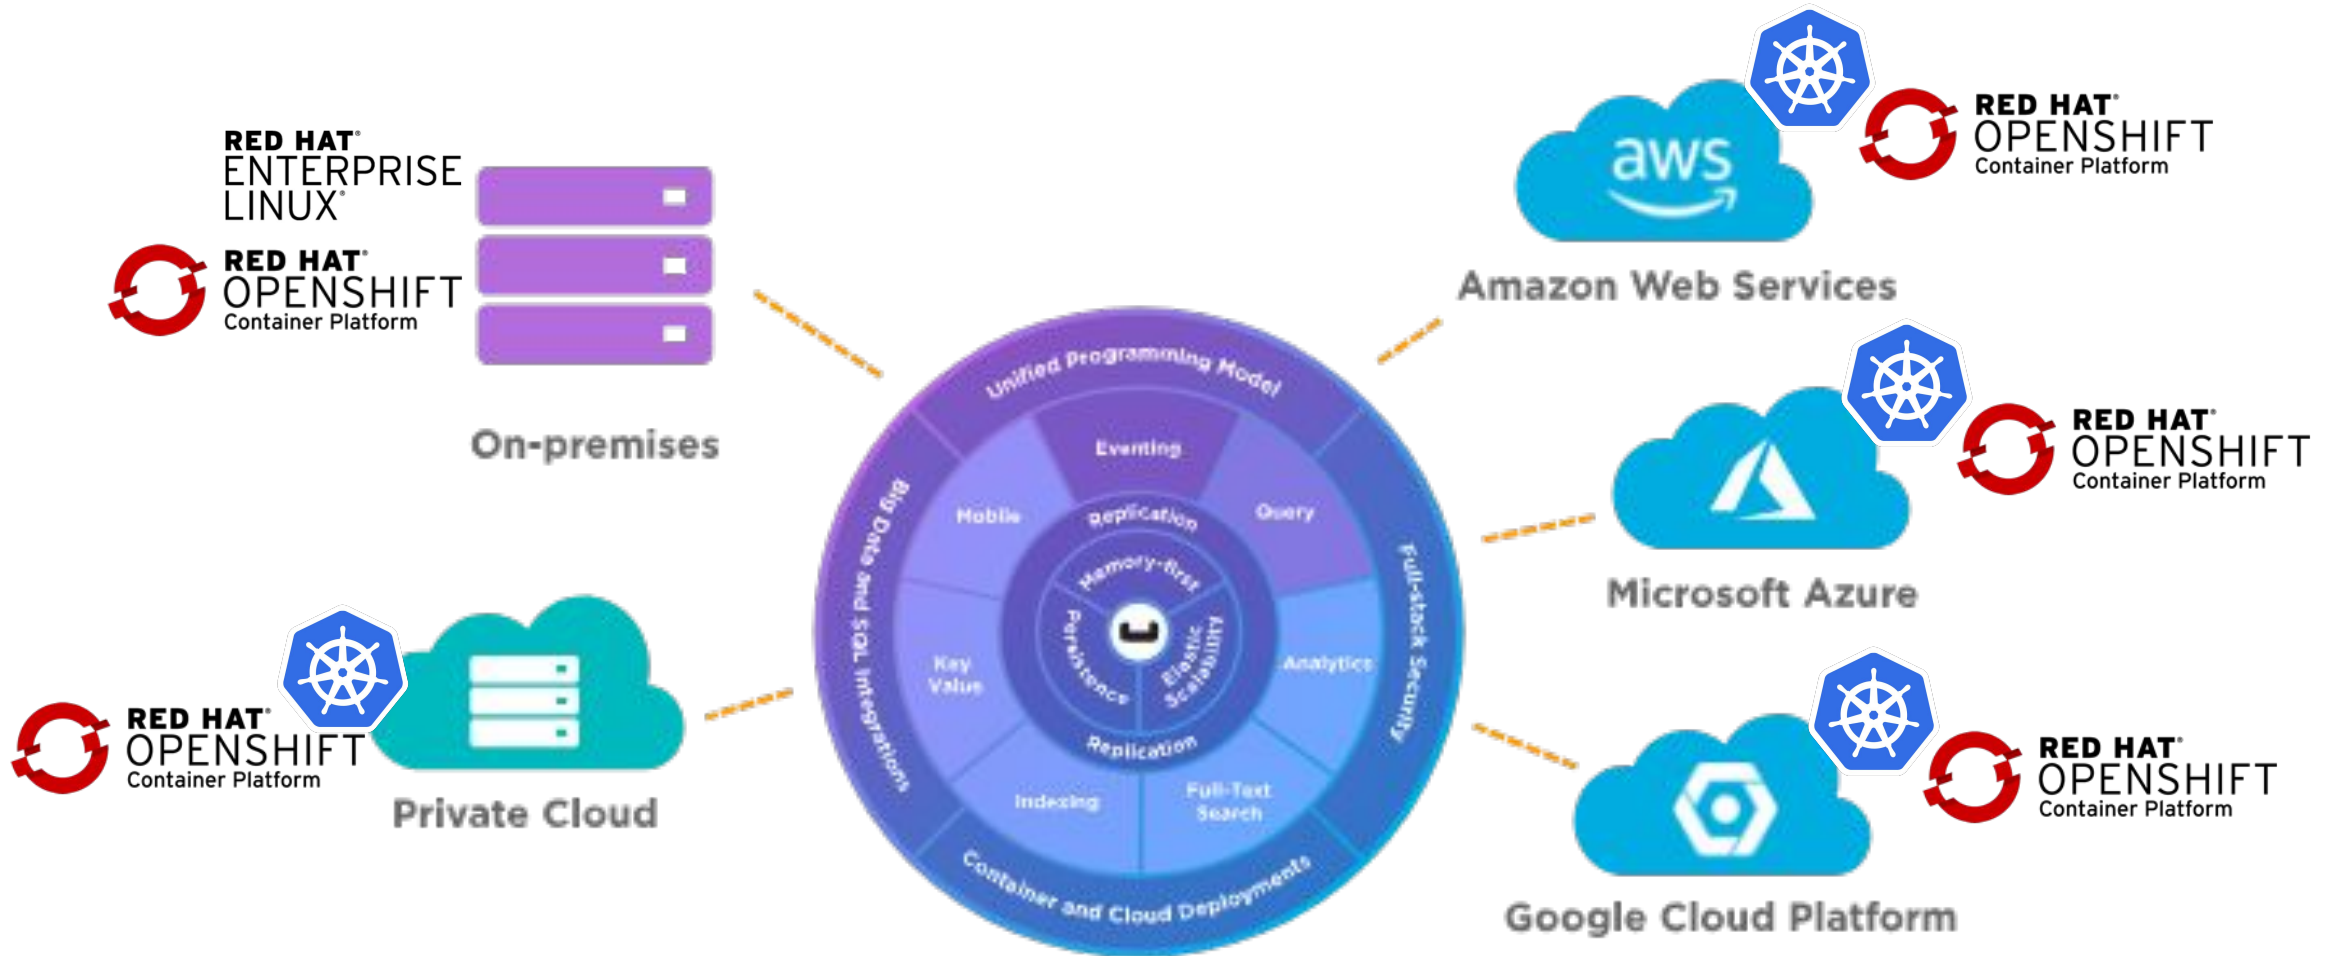 RED HAT®
ENTERPRISE
LINUX®
RED HAT®
OPENSHIFT
Container Platform
On-premises
RED HAT®
OPENSHIFT
Container Platform
Private Cloud
Unified Programming Model
Big Data and SQL Integrations
Full-stack Security
Container and Cloud Deployments
Eventing
Mobile
Query
Key
Value
Analytics
Indexing
Full-Text
Search
Replication
Memory-first
Persistence
Elastic
Scalability
Replication
aws
RED HAT®
OPENSHIFT
Container Platform
Amazon Web Services
RED HAT®
OPENSHIFT
Container Platform
Microsoft Azure
RED HAT®
OPENSHIFT
Container Platform
Google Cloud Platform